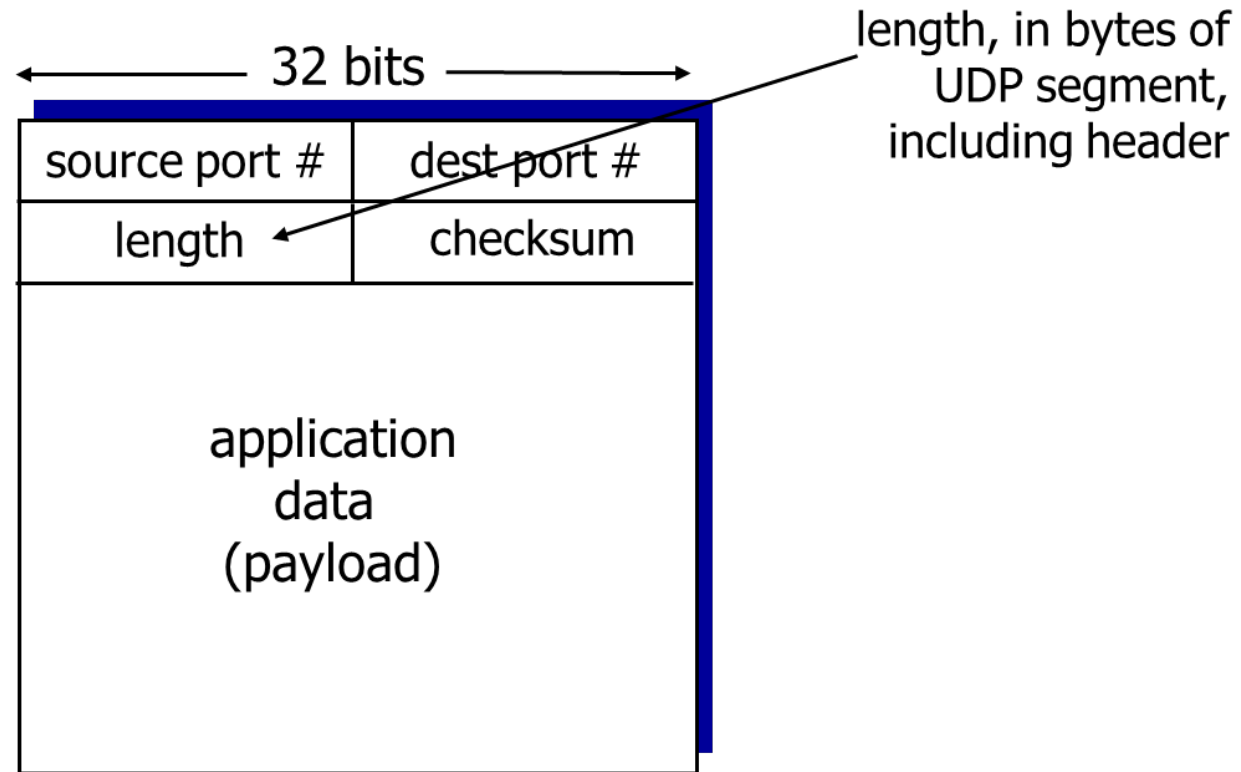 32 bits
length, in bytes of
UDP segment,
including header
source port #
dest port #
length
checksum
application
data
(payload)